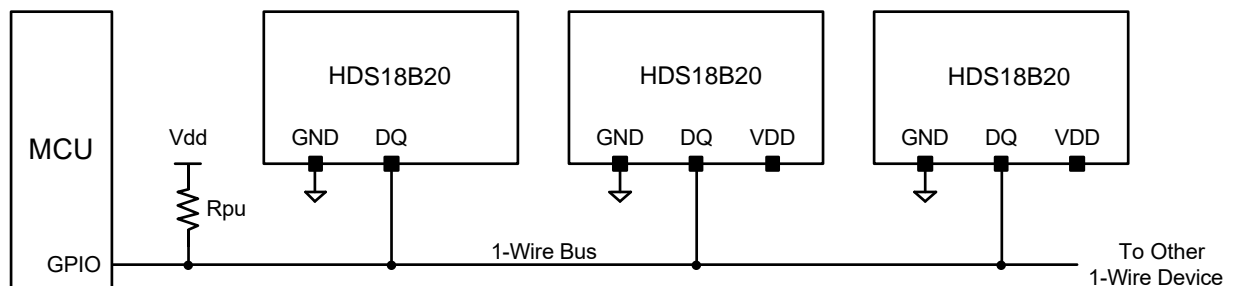 HDS18B20
HDS18B20
HDS18B20
MCU
Vdd
GND
DQ
GND
DQ
VDD
GND
DQ
VDD
Rpu
GPIO
1-Wire Bus
To Other
1-Wire Device